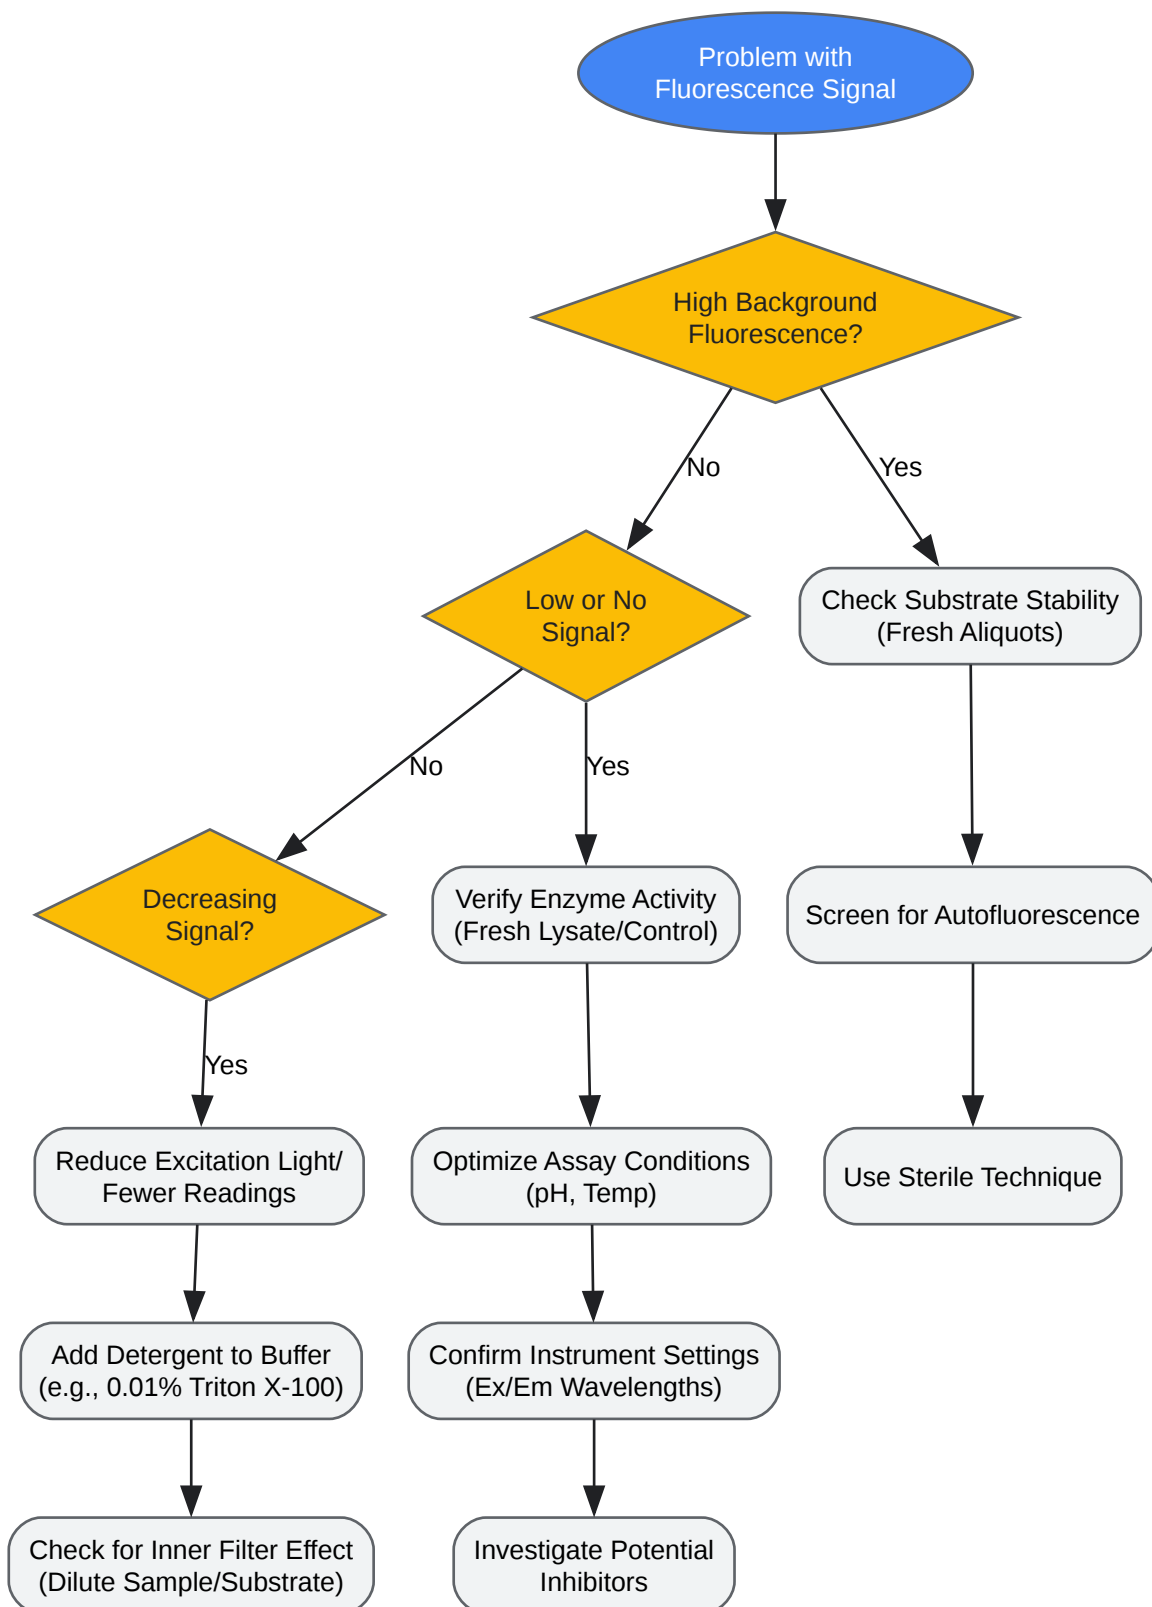 Problem with
Fluorescence Signal
High Background
Fluorescence?
No
Yes
Low or No
Signal?
Check Substrate Stability
(Fresh Aliquots)
No
Yes
Decreasing
Signal?
Verify Enzyme Activity
(Fresh Lysate/Control)
Screen for Autofluorescence
Yes
Reduce Excitation Light/
Fewer Readings
Optimize Assay Conditions
(pH, Temp)
Use Sterile Technique
Add Detergent to Buffer
(e.g., 0.01% Triton X-100)
Confirm Instrument Settings
(Ex/Em Wavelengths)
Check for Inner Filter Effect
(Dilute Sample/Substrate)
Investigate Potential
Inhibitors